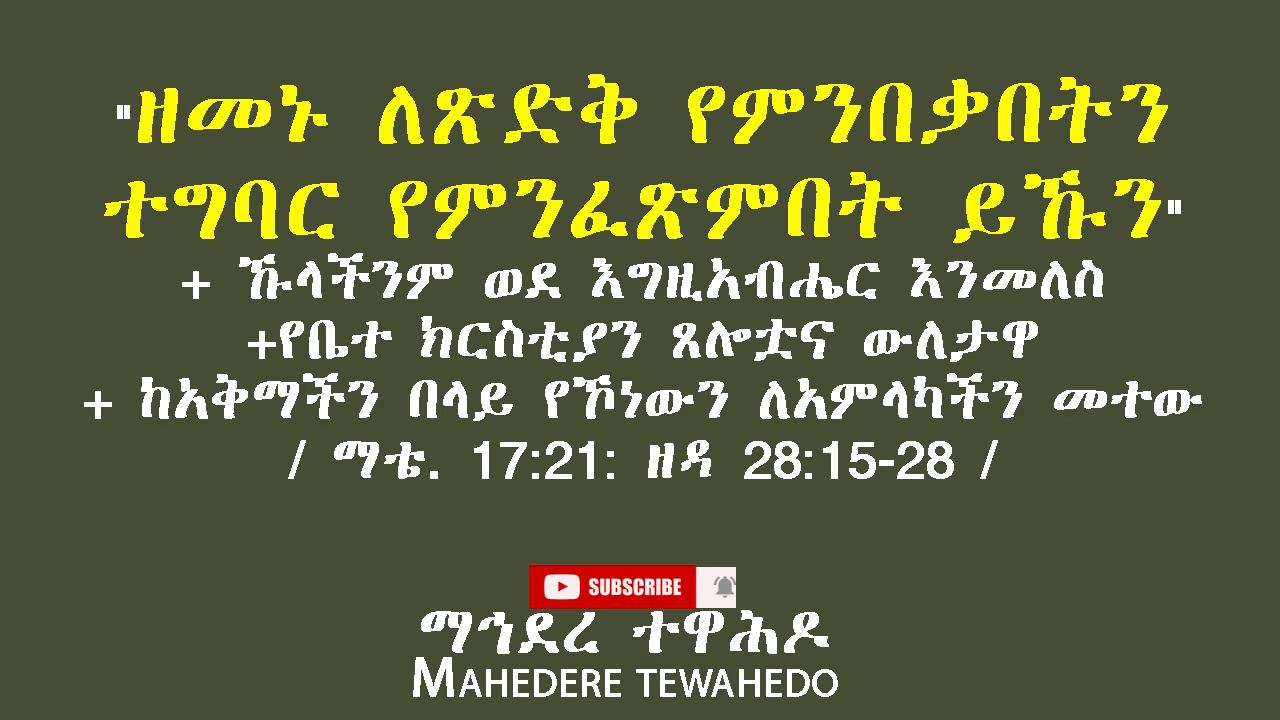 "ዘመኑ ለጽድቅ የምንበቃበትን
ተግባር የምንፈጽምበት ይኹን"
+ ኹላችንም ወደ እግዚአብሔር እንመለስ
+የቤተ ክርስቲያን ጸሎቷና ውለታዋ
+ ከአቅማችን በላይ የኾነውን ለአምላካችን መተው
/ ማቴ. 17:21: ዘዳ 28:15-28 /
SUBSCRIBE
ማኅደረ ተዋሕዶ
MAHEDERE TEWAHEDO